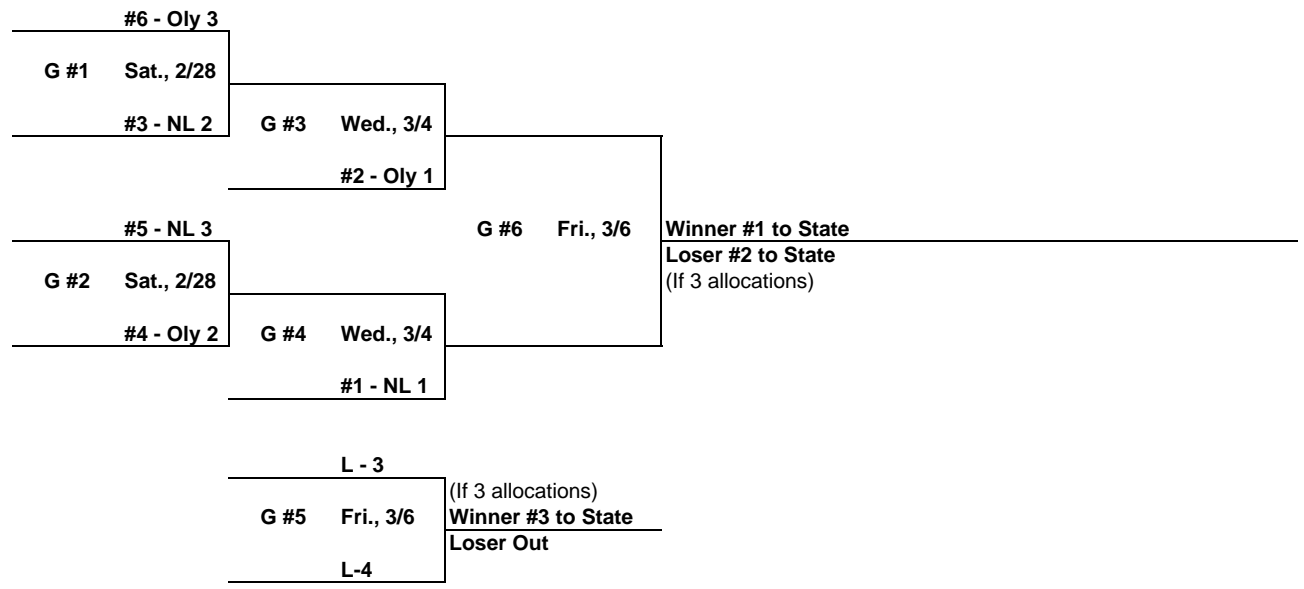 #6 - Oly 3
G #1 Sat., 2/28
#3 - NL 2 G #3 Wed., 3/4
#2 - Oly 1
#5 - NL 3 G #6 Fri., 3/6 Winner #1 to State
Loser #2 to State
G #2 Sat., 2/28 (If 3 allocations)
#4 - Oly 2 G #4 Wed., 3/4
#1 - NL 1
L - 3
(If 3 allocations)
G #5 Fri., 3/6 Winner #3 to State
Loser Out
L-4